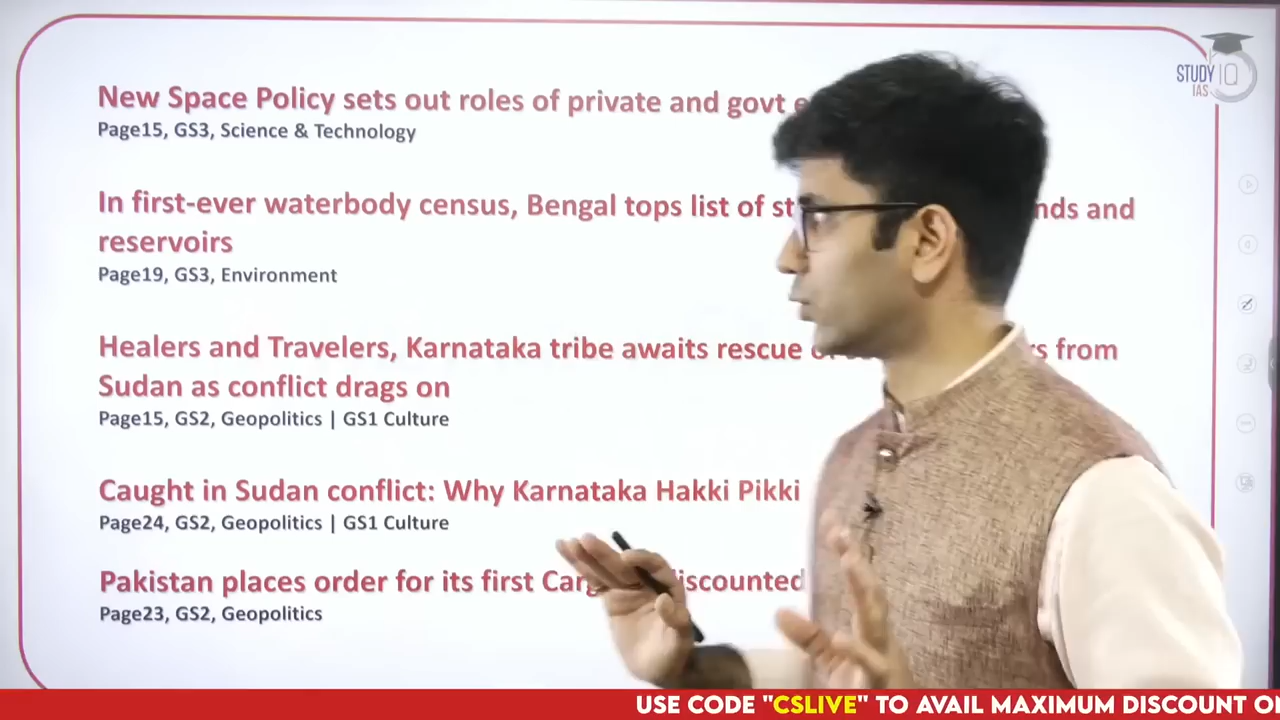 New Space Policy sets out roles of private and govt
Page15, GS3, Science & Technology
In first-ever waterbody census, Bengal tops list of and
reservoirs
Page19, GS3, Environment
Healers and Travelers, Karnataka tribe awaits rescue from
Sudan as conflict drags on
Page15, GS2, Geopolitics | GS1 Culture
Caught in Sudan conflict: Why Karnataka Hakki Pikki
Page24, GS2, Geopolitics | GS1 Culture
Pakistan places order for its first discounted
Page23, GS2, Geopolitics
STUDY IQ
IAS
USE CODE "CSLIVE" TO AVAIL MAXIMUM DISCOUNT